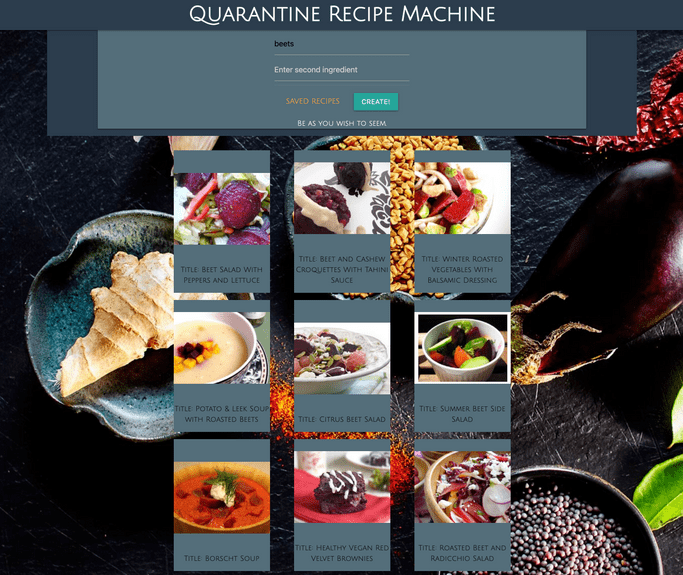 Quarantine Recipe Machine
beets
Enter second ingredient
Saved Recipes
CREATE!
Be as you wish to seem.
Title: Beet Salad With
Peppers and lettuce
Title: Beet and Cashew
Croquettes With Tahini
Sauce
Title: Winter Roasted
Vegetables With
Balsamic Dressing
Title: Potato & Leek Soup
with Roasted Beets
Title: Citrus Beet Salad
Title: Summer Beet Side
Salad
Title: Borscht Soup
Title: Healthy Vegan Red
Velvet Brownies
Title: Roasted Beet and
Radicchio Salad